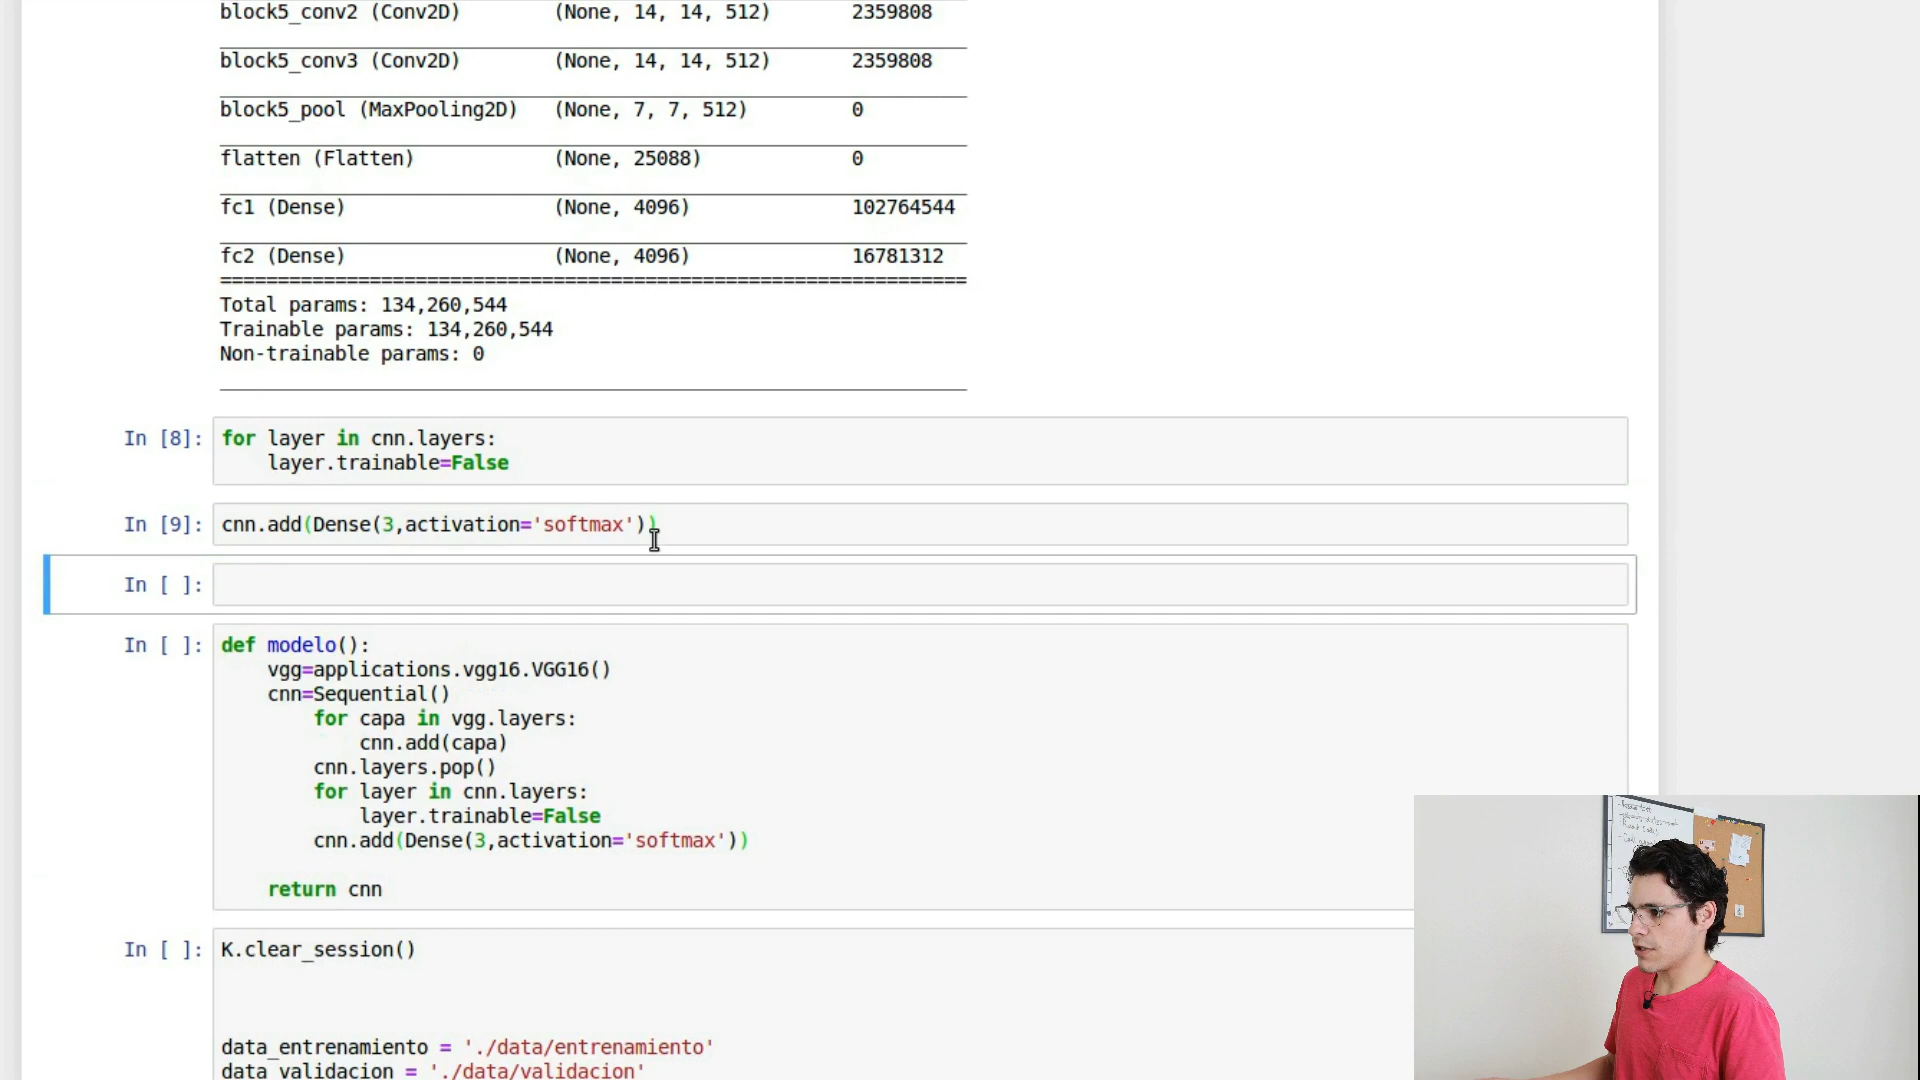 block5_conv2 (Conv2D) (None, 14, 14, 512) 2359808
block5_conv3 (Conv2D) (None, 14, 14, 512) 2359808
block5_pool (MaxPooling2D) (None, 7, 7, 512) 0
flatten (Flatten) (None, 25088) 0
fc1 (Dense) (None, 4096) 102764544
fc2 (Dense) (None, 4096) 16781312
=================================================================
Total params: 134,260,544
Trainable params: 134,260,544
Non-trainable params: 0
In [8]: for layer in cnn.layers:
layer.trainable=False
In [9]: cnn.add(Dense(3,activation='softmax'))
In [ ]:
In [ ]: def modelo():
vgg=applications.vgg16.VGG16()
cnn=Sequential()
for capa in vgg.layers:
cnn.add(capa)
cnn.layers.pop()
for layer in cnn.layers:
layer.trainable=False
cnn.add(Dense(3,activation='softmax'))
return cnn
In [ ]: K.clear_session()
data_entrenamiento = './data/entrenamiento'
data_validacion = './data/validacion'